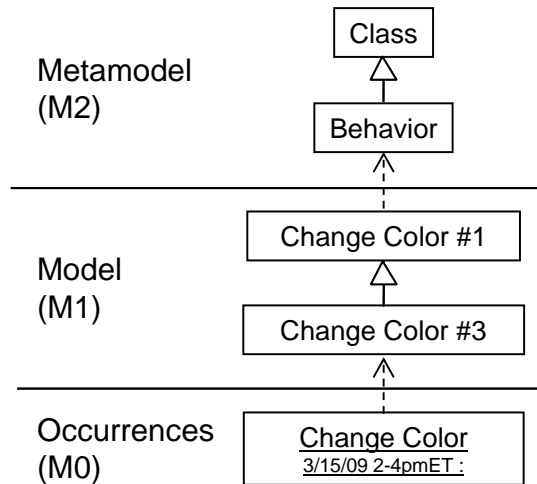 Class
Metamodel
(M2)
Behavior
Change Color #1
Model
(M1)
Change Color #3
Occurrences
(M0)
Change Color
3/15/09 2-4pmET :